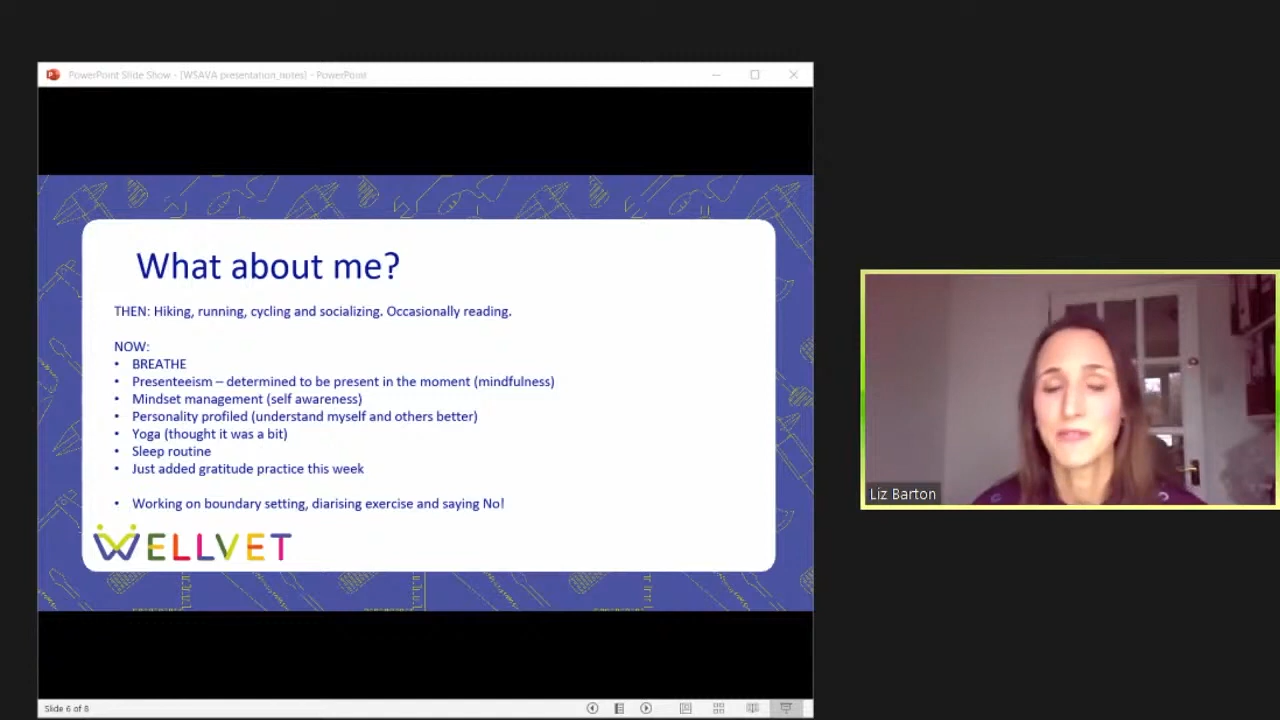 PowerPoint Slide Show - [WSAVA presentation_notes] - PowerPoint
What about me?
THEN: Hiking, running, cycling and socializing. Occasionally reading.
NOW:
• BREATHE
• Presenteeism – determined to be present in the moment (mindfulness)
• Mindset management (self awareness)
• Personality profiled (understand myself and others better)
• Yoga (thought it was a bit)
• Sleep routine
• Just added gratitude practice this week
• Working on boundary setting, diarising exercise and saying No!
WELLVET
Liz Barton
Slide 6 of 8